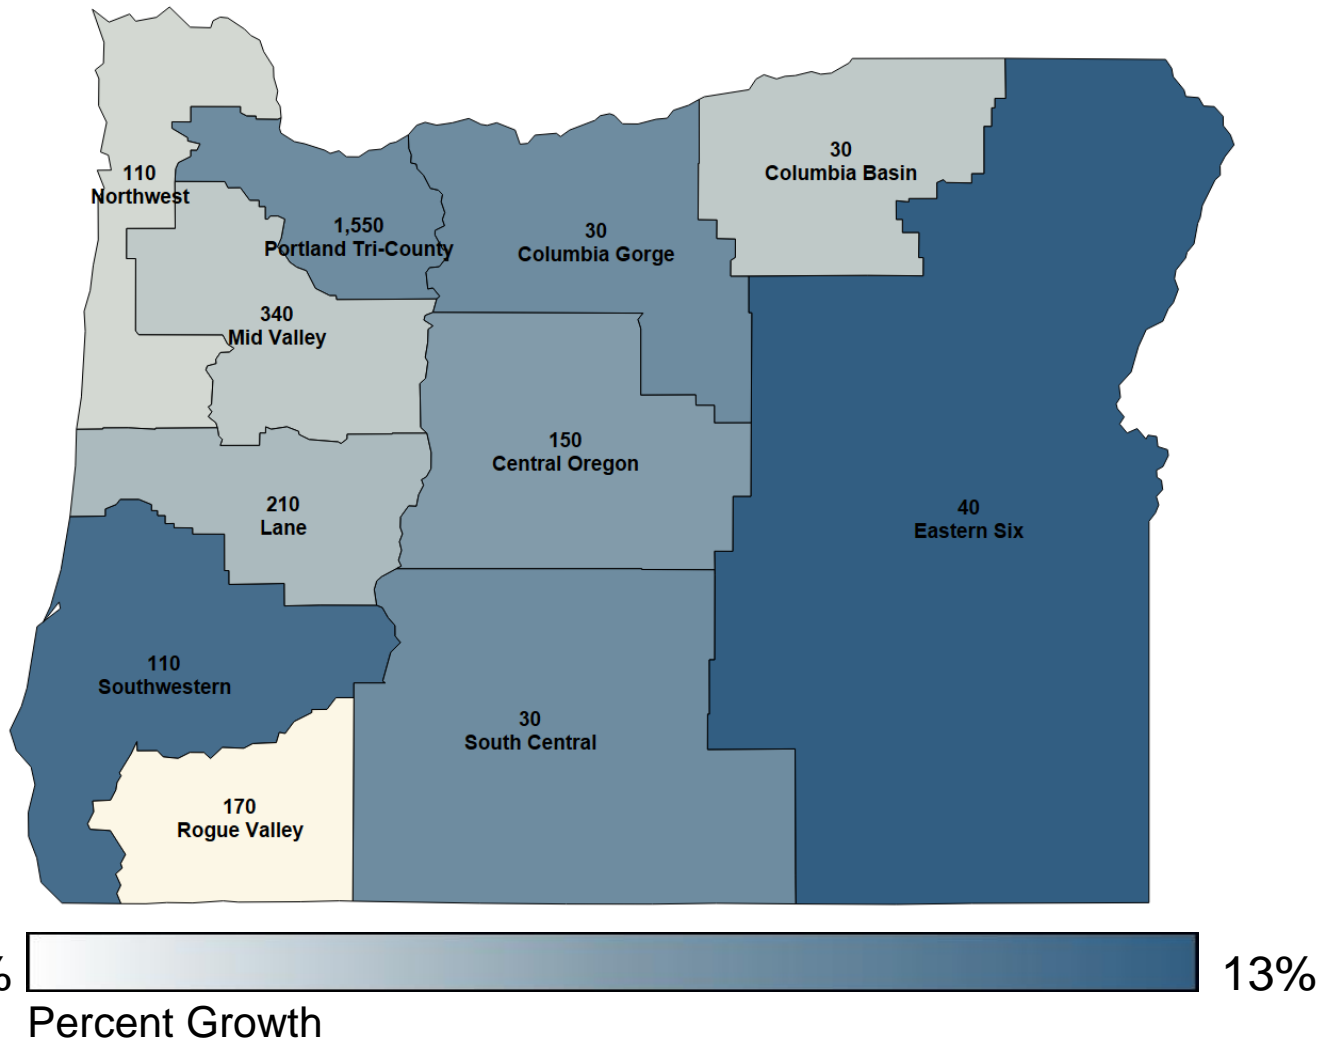 30
Columbia Basin
110
Northwest
1,550
Portland Tri-County
30
Columbia Gorge
340
Mid Valley
150
Central Oregon
210
Lane
40
Eastern Six
110
Southwestern
30
South Central
170
Rogue Valley
%
13%
Percent Growth